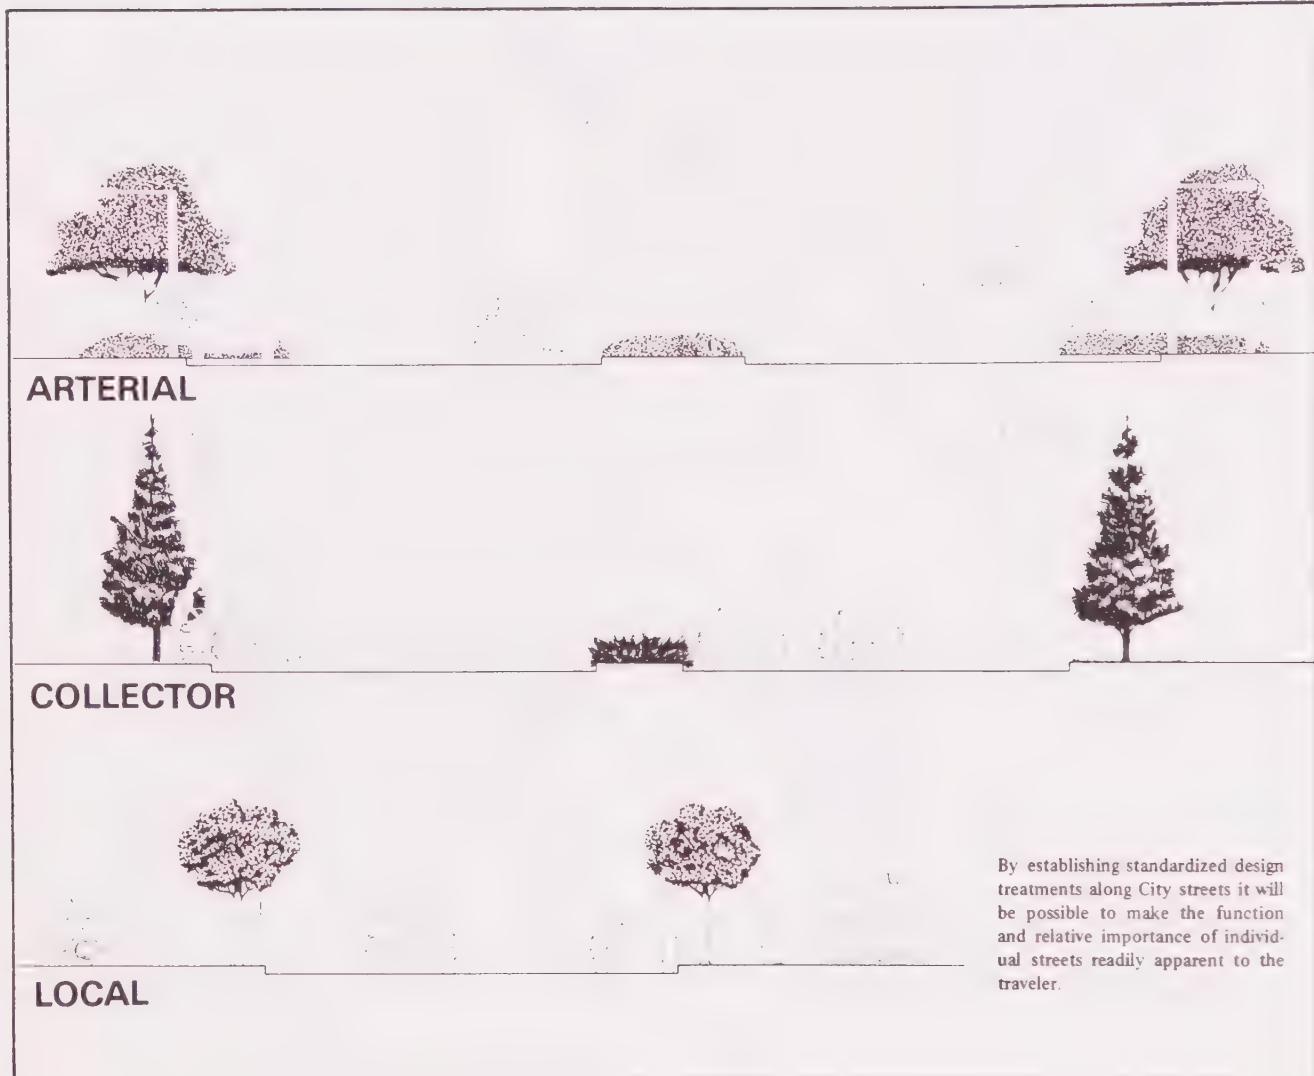 ARTERIAL
COLLECTOR
By establishing standardized design
treatments along City streets it will
be possible to make the function
and relative importance of individ-
ual streets readily apparent to the
traveler.
LOCAL